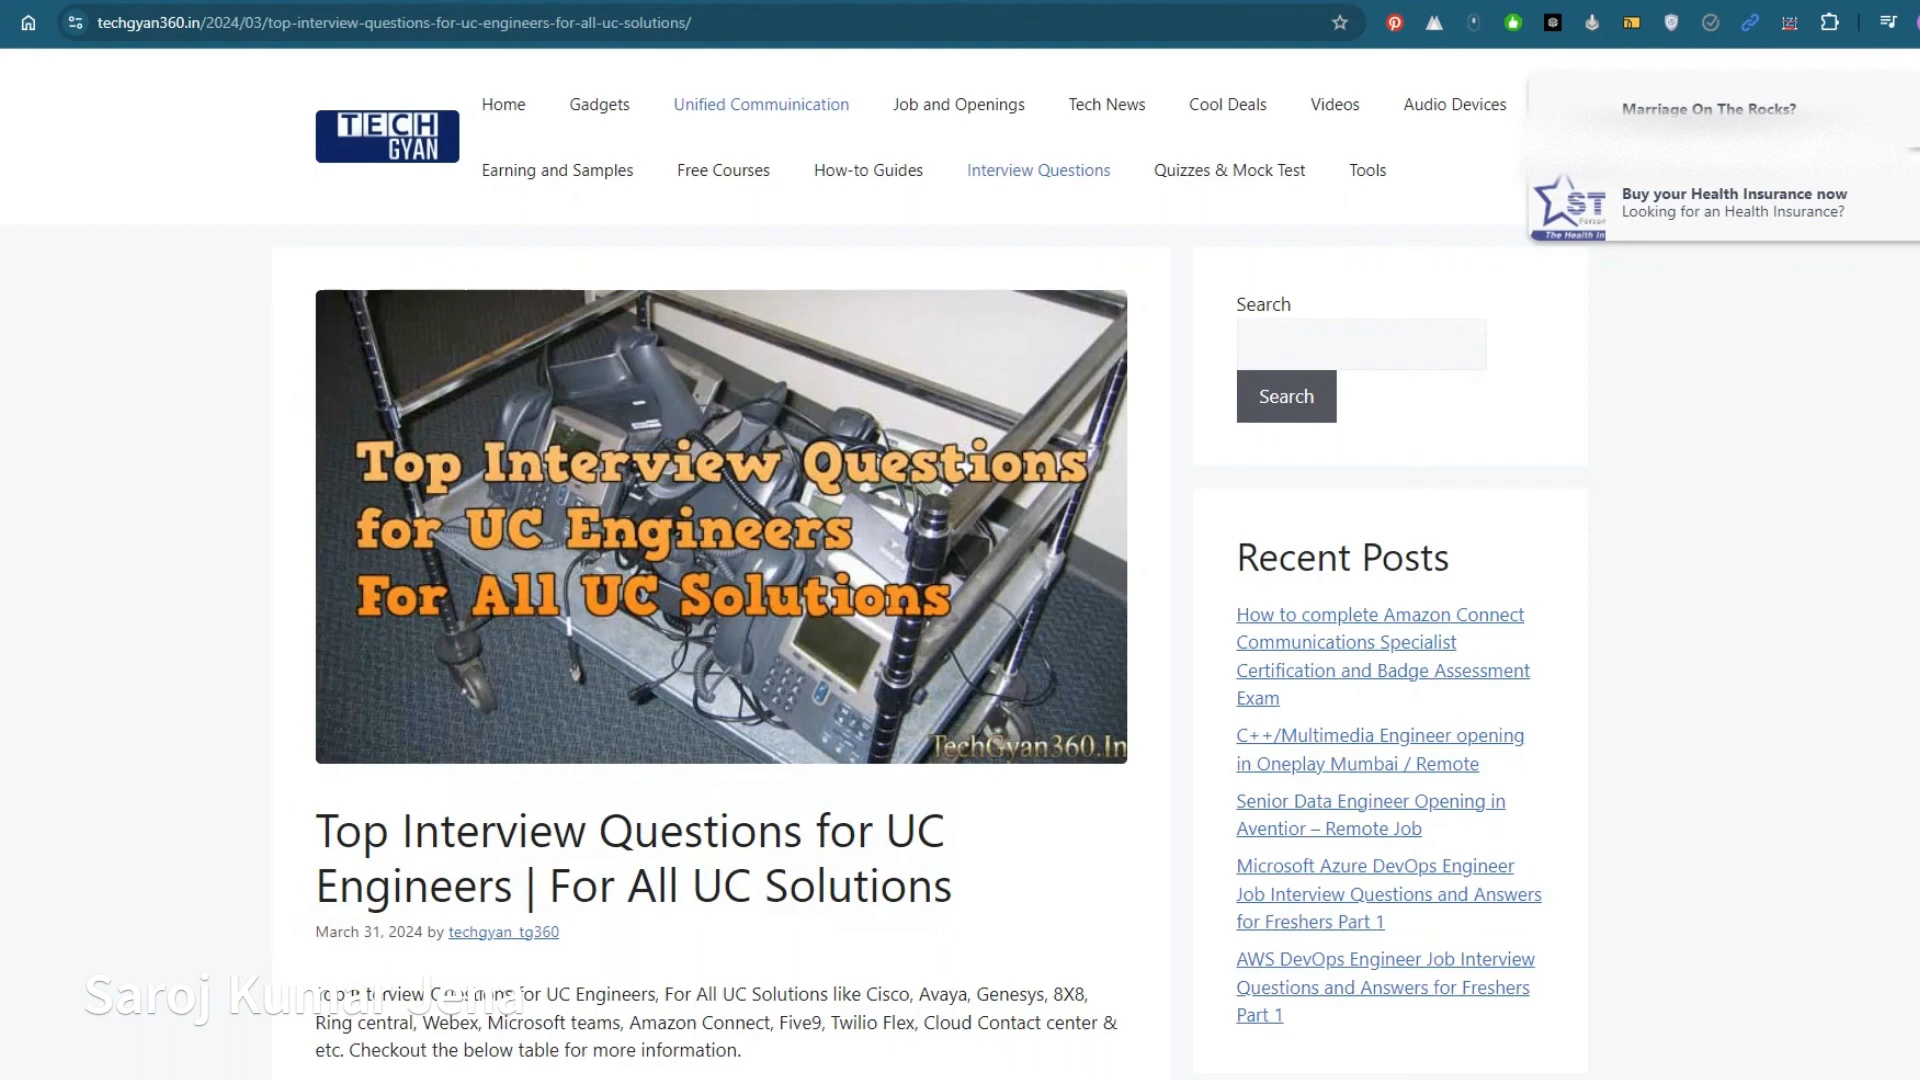 techgyan360.in/2024/03/top-interview-questions-for-uc-engineers-for-all-uc-solutions/
TECH
GYAN
Home
Gadgets
Unified Commuinication
Job and Openings
Tech News
Cool Deals
Videos
Audio Devices
Earning and Samples
Free Courses
How-to Guides
Interview Questions
Quizzes & Mock Test
Tools
Marriage On The Rocks?
ST
The Health In
Buy your Health Insurance now
Looking for an Health Insurance?
Top Interview Questions
for UC Engineers
For All UC Solutions
TechGyan360.In
Top Interview Questions for UC
Engineers | For All UC Solutions
March 31, 2024 by techgyan_tg360
Top Interview Questions for UC Engineers, For All UC Solutions like Cisco, Avaya, Genesys, 8X8,
Ring central, Webex, Microsoft teams, Amazon Connect, Five9, Twilio Flex, Cloud Contact center &
etc. Checkout the below table for more information.
Saroj Kumar Jena
Search
Search
Recent Posts
How to complete Amazon Connect
Communications Specialist
Certification and Badge Assessment
Exam
C++/Multimedia Engineer opening
in Oneplay Mumbai / Remote
Senior Data Engineer Opening in
Aventior – Remote Job
Microsoft Azure DevOps Engineer
Job Interview Questions and Answers
for Freshers Part 1
AWS DevOps Engineer Job Interview
Questions and Answers for Freshers
Part 1